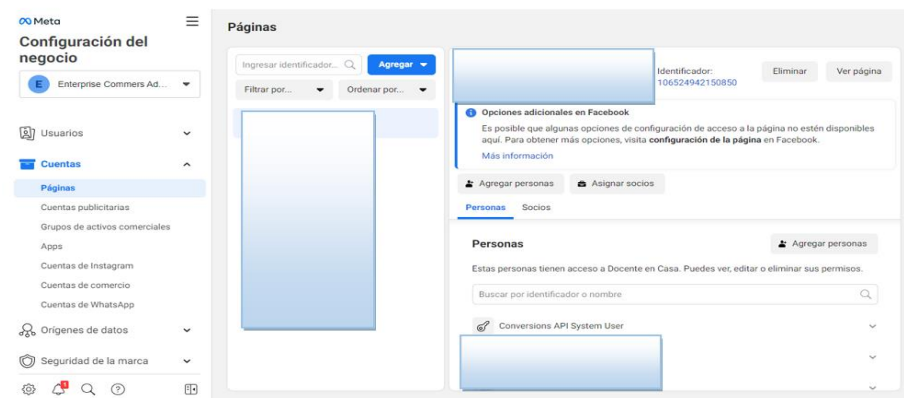 Meta
Configuración del
negocio
E Enterprise Commers Ad...
Usuarios
Cuentas
Páginas
Cuentas publicitarias
Grupos de activos comerciales
Apps
Cuentas de Instagram
Cuentas de comercio
Cuentas de WhatsApp
Orígenes de datos
Seguridad de la marca
1
Páginas
Ingresar identificador...
Agregar
Filtrar por...
Ordenar por...
Identificador:
106524942150850
Eliminar
Ver página
Opciones adicionales en Facebook
Es posible que algunas opciones de configuración de acceso a la página no estén disponibles
aquí. Para obtener más opciones, visita configuración de la página en Facebook.
Más información
Agregar personas
Asignar socios
Personas
Socios
Personas
Agregar personas
Estas personas tienen acceso a Docente en Casa. Puedes ver, editar o eliminar sus permisos.
Buscar por identificador o nombre
Conversions API System User